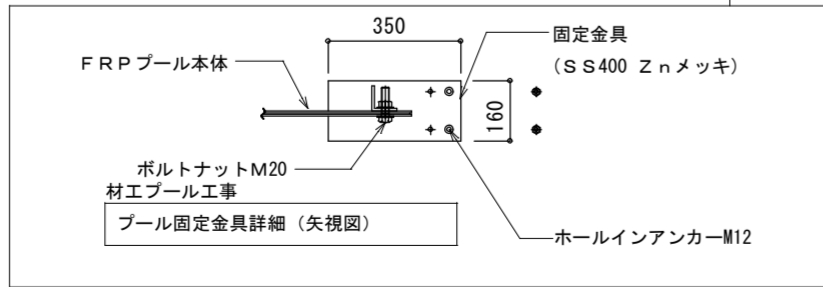 350
固定金具
(SS400 Znメッキ)
FRPプール本体
160
ボルトナットM20
材工プール工事
プール固定金具詳細（矢視図）
ホールインアンカーM12